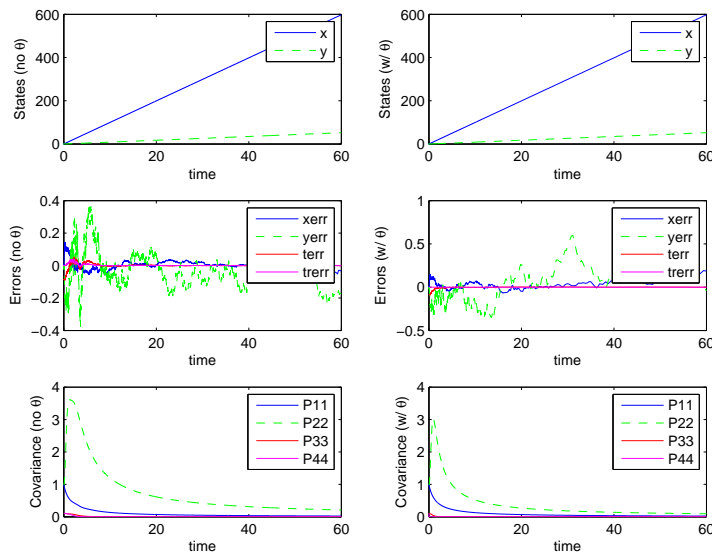 States (no θ)
600
400
200
0
0
20
40
60
time
x
y
States (w/ θ)
600
400
200
0
0
20
40
60
time
x
y
Errors (no θ)
0.4
0.2
0
−0.2
−0.4
0
20
40
60
time
xerr
yerr
terr
trerr
Errors (w/ θ)
1
0.5
0
−0.5
0
20
40
60
time
xerr
yerr
terr
trerr
Covariance (no θ)
4
3
2
1
0
0
20
40
60
time
P11
P22
P33
P44
Covariance (w/ θ)
4
3
2
1
0
0
20
40
60
time
P11
P22
P33
P44